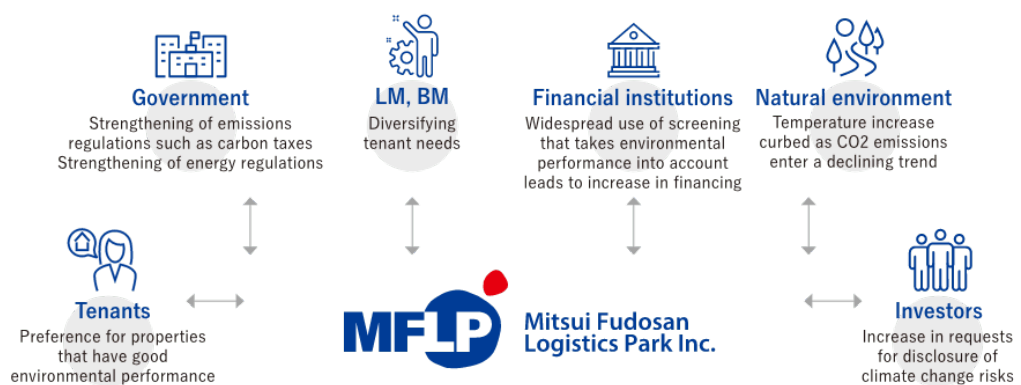 Government
Strengthening of emissions
regulations such as carbon taxes
Strengthening of energy regulations
LM, BM
Diversifying
tenant needs
Financial institutions
Widespread use of screening
that takes environmental
performance into account
leads to increase in financing
Natural environment
Temperature increase
curbed as CO2 emissions
enter a declining trend
Tenants
Preference for properties
that have good
environmental performance
MFLP
Mitsui Fudosan
Logistics Park Inc.
Investors
Increase in requests
for disclosure of
climate change risks